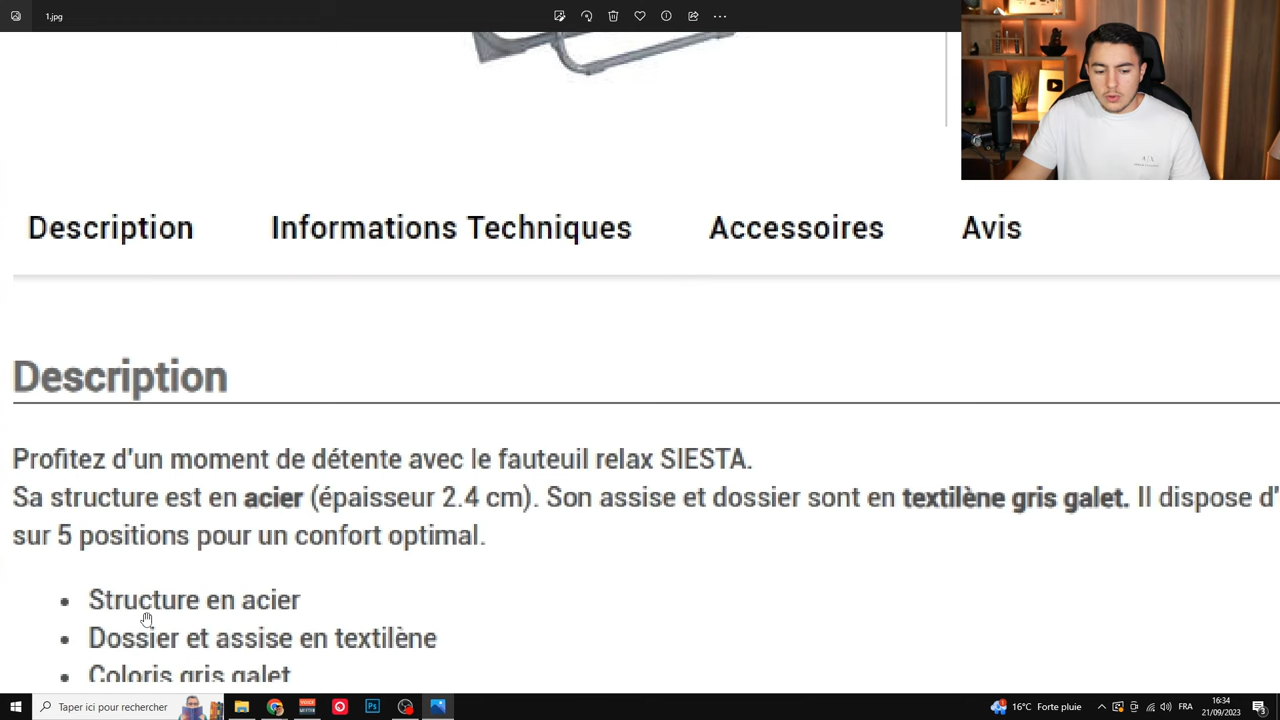 1.jpg
Description Informations Techniques Accessoires Avis
Description
Profitez d'un moment de détente avec le fauteuil relax SIESTA.
Sa structure est en acier (épaisseur 2.4 cm). Son assise et dossier sont en textilène gris galet. Il dispose d'
sur 5 positions pour un confort optimal.
• Structure en acier
• Dossier et assise en textilène
• Coloris gris galet
Taper ici pour rechercher
Ps
16°C Forte pluie
FRA
16:34
21/09/2023